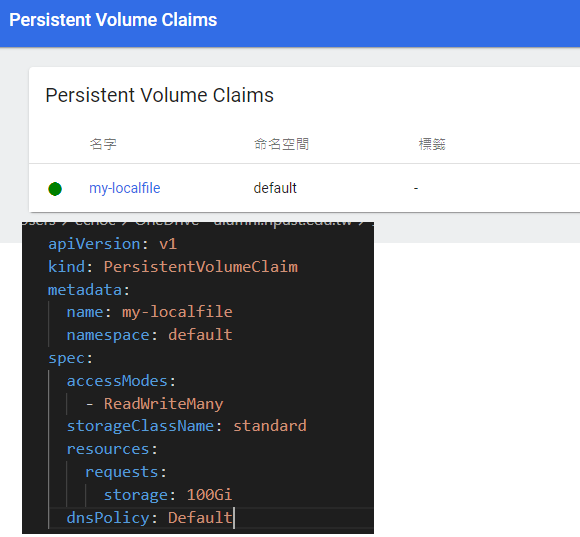 Persistent Volume Claims
Persistent Volume Claims
名字 命名空間 標籤
my-localfile default -
apiVersion: v1
kind: PersistentVolumeClaim
metadata:
name: my-localfile
namespace: default
spec:
accessModes:
- ReadWriteMany
storageClassName: standard
resources:
requests:
storage: 100Gi
dnsPolicy: Default